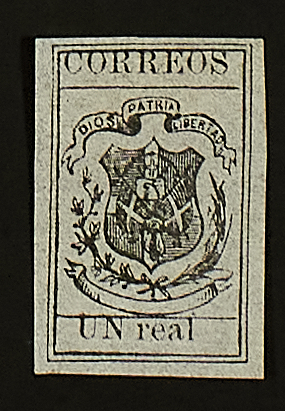 CORREOS
DIOS PATRIA LIBERTAD
UN real